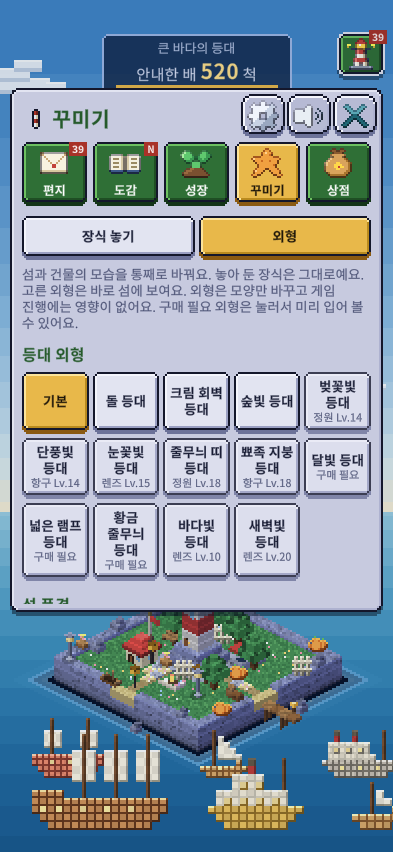 큰 바다의 등대
39
안내한 배 520 척
꾸미기
39
N
편지
도감
성장
꾸미기
상점
장식 놓기
외형
섬과 건물의 모습을 통째로 바꿔요. 놓아 둔 장식은 그대로예요.
고른 외형은 바로 섬에 보여요. 외형은 모양만 바꾸고 게임
진행에는 영향이 없어요. 구매 필요 외형은 눌러서 미리 입어 볼
수 있어요.
등대 외형
기본
돌 등대
크림 회벽
등대
숲빛 등대
벚꽃빛
등대
정원 Lv.14
단풍빛
등대
항구 Lv.14
눈꽃빛
등대
렌즈 Lv.15
줄무늬 띠
등대
정원 Lv.18
뾰족 지붕
등대
항구 Lv.18
달빛 등대
구매 필요
넓은 램프
등대
구매 필요
황금
줄무늬
등대
구매 필요
바다빛
등대
렌즈 Lv.10
새벽빛
등대
렌즈 Lv.20